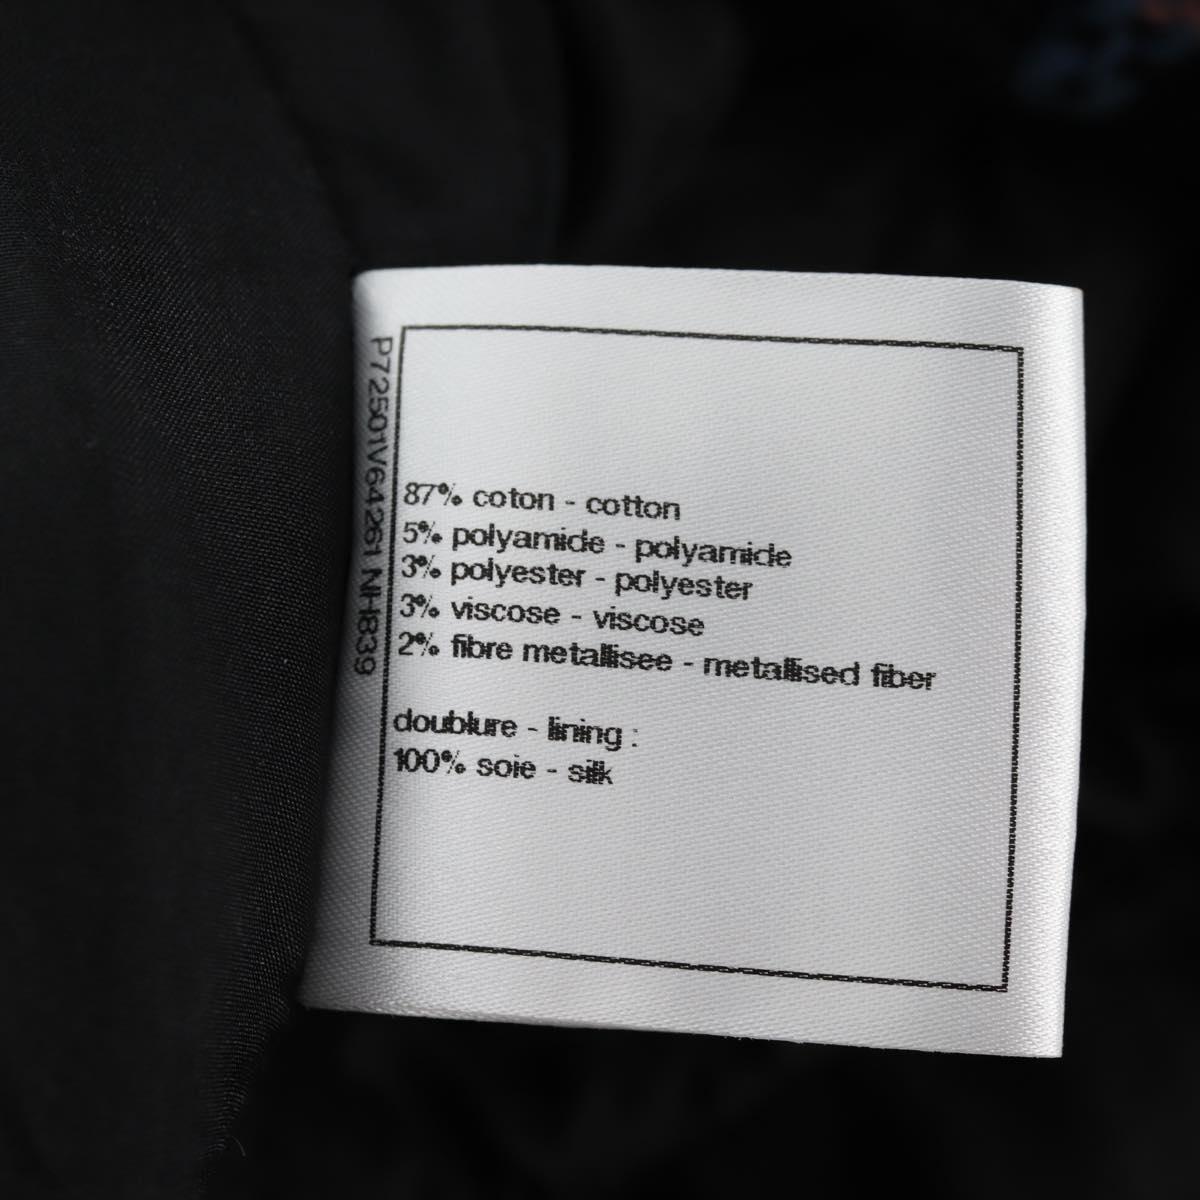 P72501V64261 NH839
87% coton - cotton
5% polyamide - polyamide
3% polyester - polyester
3% viscose - viscose
2% fibre metallisee - metallised fiber
doublure - lining :
100% soie - silk